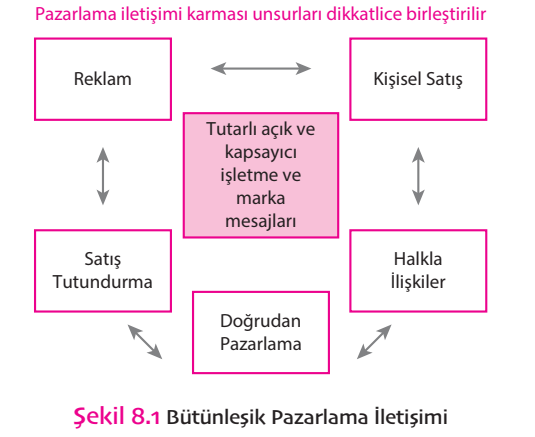 Pazarlama iletişimi karması unsurları dikkatlice birleştirilir
Reklam
Kişisel Satış
Tutarlı açık ve
kapsayıcı
işletme ve
marka
mesajları
Satış
Tutundurma
Halkla
İlişkiler
Doğrudan
Pazarlama
Şekil 8.1 Bütünleşik Pazarlama İletişimi